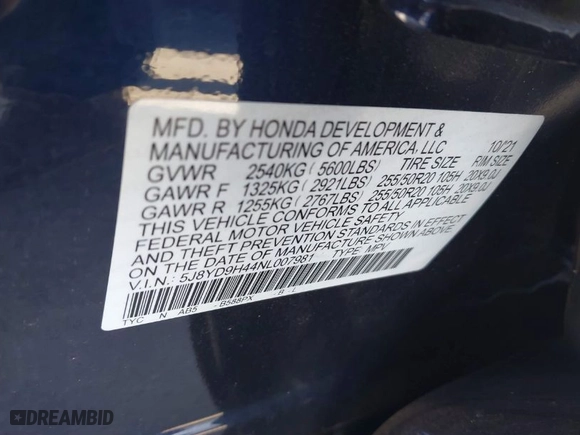 MFD. BY HONDA DEVELOPMENT &
MANUFACTURING OF AMERICA, LLC 10/21
GVWR 2540KG (5600LBS) TIRE SIZE RIM SIZE
GAWR F 1325KG (2921LBS) 255/50R20 105H 20X9.0J
GAWR R 1255KG (2767LBS) 255/50R20 105H 20X9.0J
THIS VEHICLE CONFORMS TO ALL APPLICABLE
FEDERAL MOTOR VEHICLE SAFETY
AND THEFT PREVENTION STANDARDS IN EFFECT
ON THE DATE OF MANUFACTURE SHOWN ABOVE.
V.I.N.: 5J8YD9H44NL007981 TYPE: MPV
TYC N AB5 -B588PX -B-L
DREAMBID